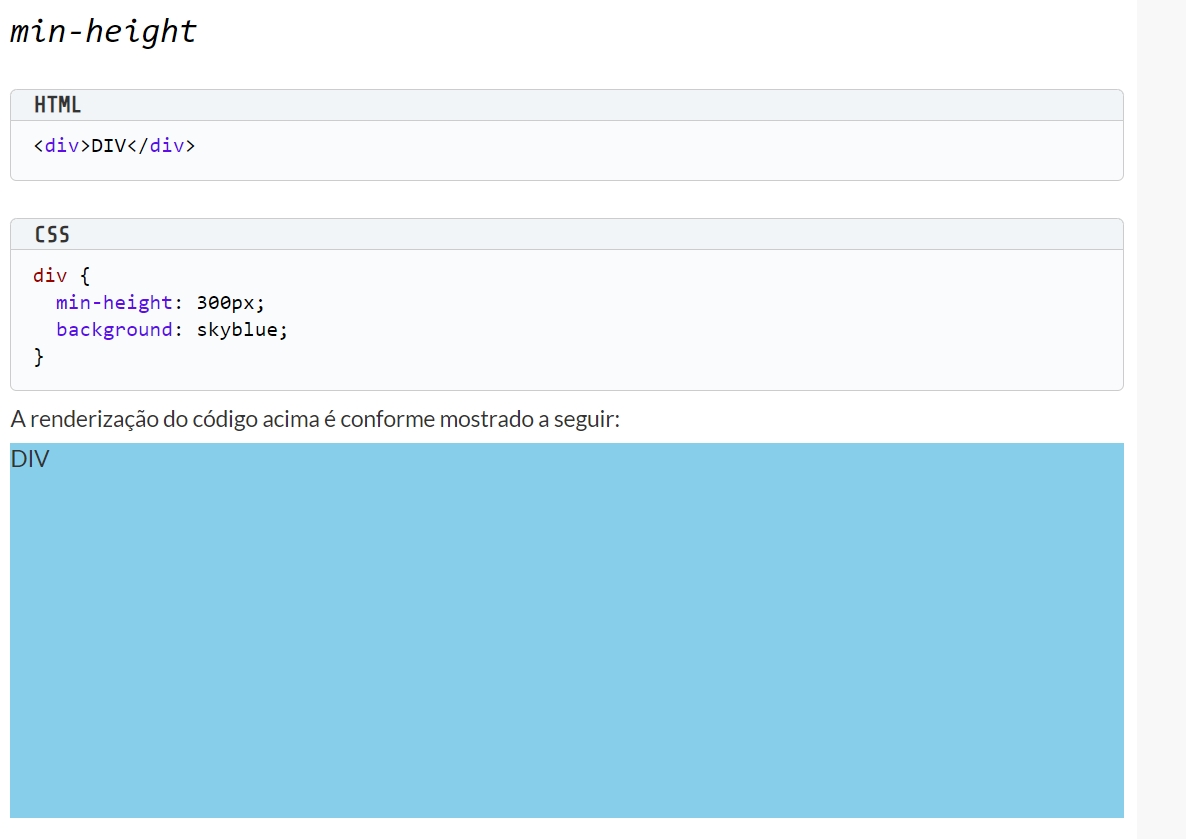 min-height
HTML
<div>DIV</div>
CSS
div {
  min-height: 300px;
  background: skyblue;
}
A renderização do código acima é conforme mostrado a seguir:
DIV